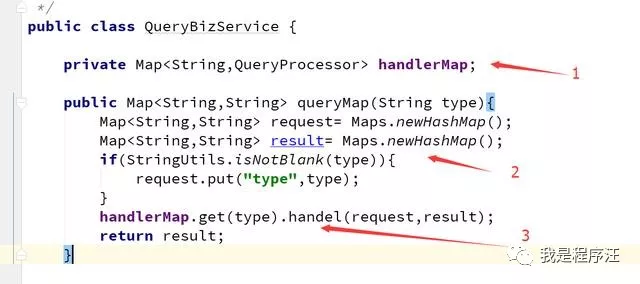 */
public class QueryBizService {
private Map<String,QueryProcessor> handlerMap;
1
public Map<String,String> queryMap(String type){
Map<String,String> request= Maps.newHashMap();
Map<String,String> result= Maps.newHashMap();
if(StringUtils.isNotBlank(type)){
2
request.put("type",type);
}
handlerMap.get(type).handel(request,result);
3
return result;
}
我是程序汪